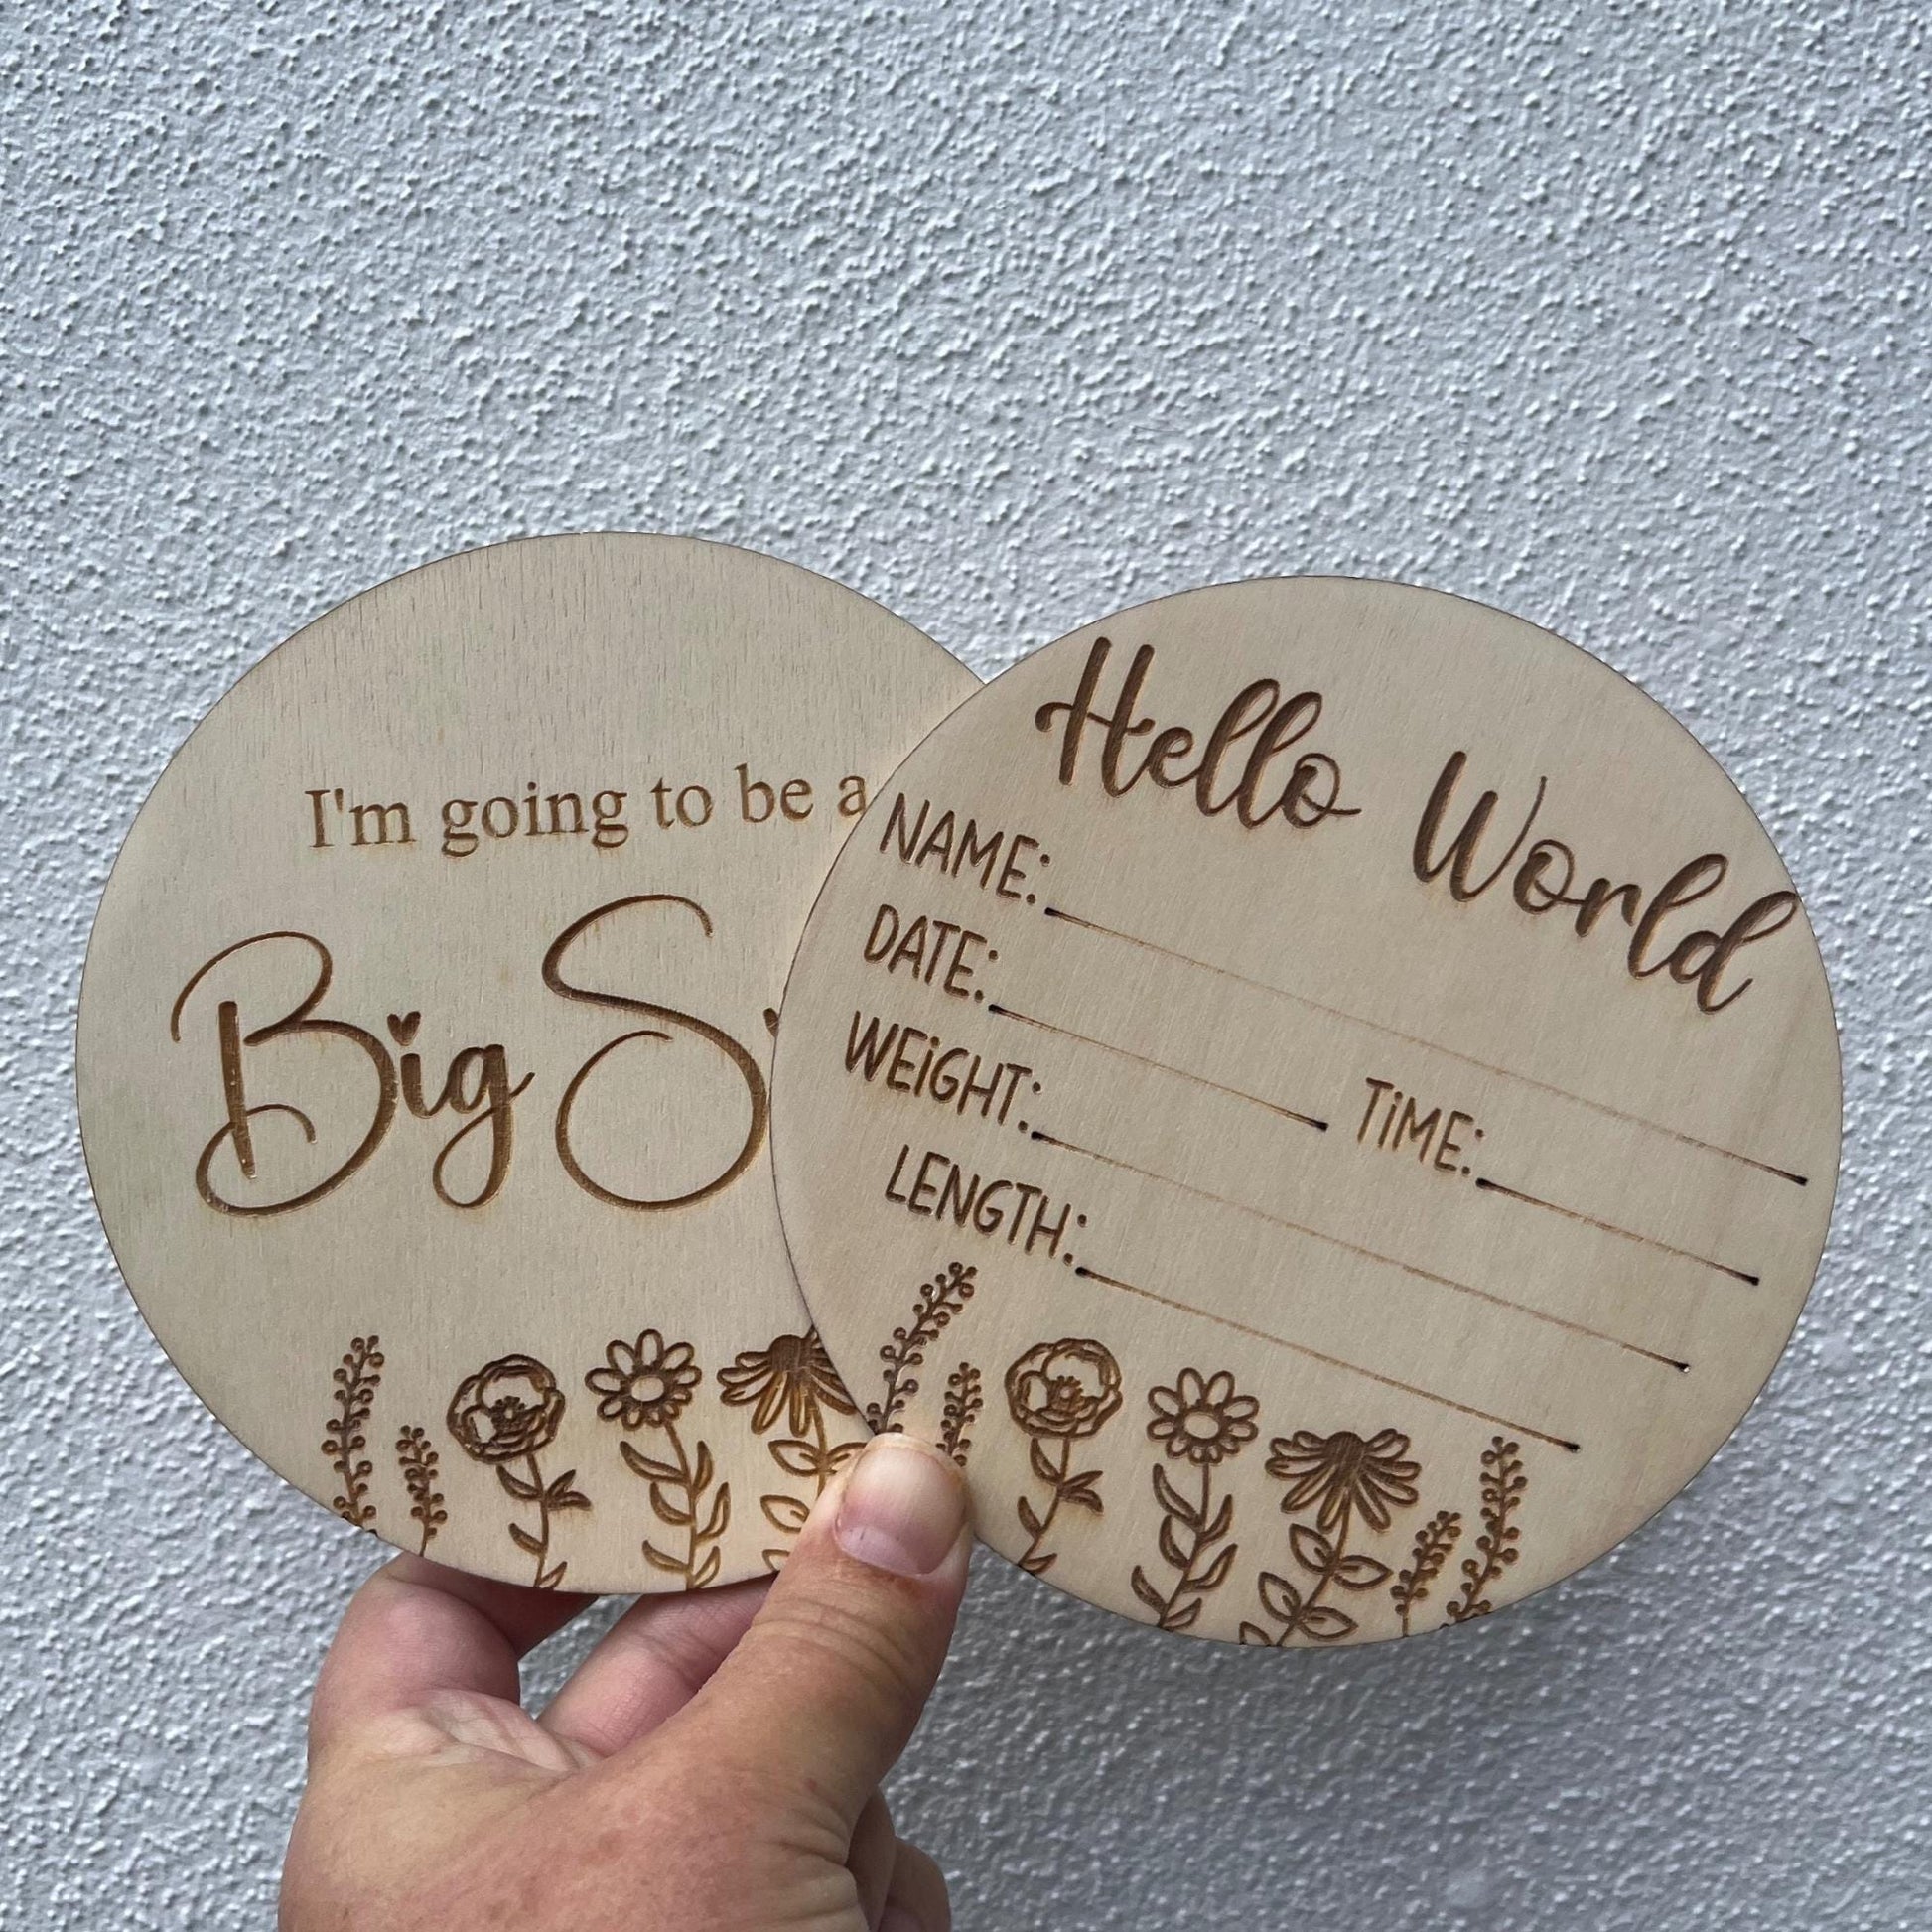 I'm going to be a
Big
Hello World
NAME:
DATE: TiME:
WEiGHT:
LENGTH: